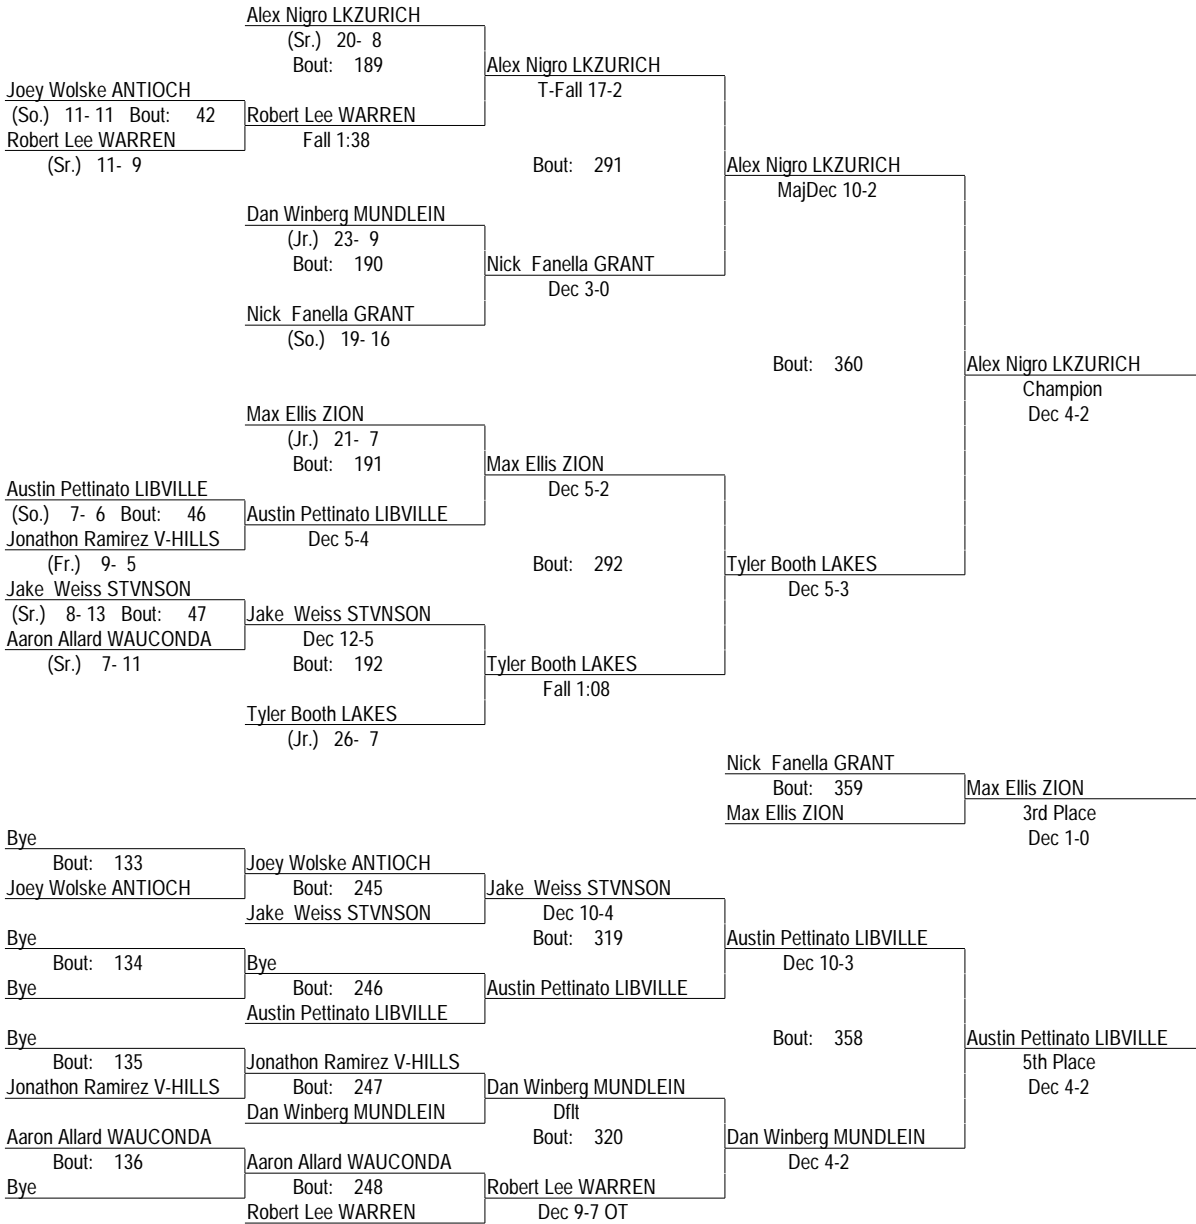 Alex Nigro LKZURICH
(Sr.) 20- 8
Bout: 189
Alex Nigro LKZURICH
T-Fall 17-2
Joey Wolske ANTIOCH
(So.) 11- 11 Bout: 42
Robert Lee WARREN
Robert Lee WARREN
Fall 1:38
(Sr.) 11- 9
Bout: 291
Alex Nigro LKZURICH
MajDec 10-2
Dan Winberg MUNDLEIN
(Jr.) 23- 9
Bout: 190
Nick Fanella GRANT
Dec 3-0
Nick Fanella GRANT
(So.) 19- 16
Bout: 360
Alex Nigro LKZURICH
Champion
Dec 4-2
Max Ellis ZION
(Jr.) 21- 7
Bout: 191
Max Ellis ZION
Dec 5-2
Austin Pettinato LIBVILLE
(So.) 7- 6 Bout: 46
Austin Pettinato LIBVILLE
Jonathon Ramirez V-HILLS
Dec 5-4
(Fr.) 9- 5
Bout: 292
Tyler Booth LAKES
Dec 5-3
Jake Weiss STVNSON
(Sr.) 8- 13 Bout: 47
Jake Weiss STVNSON
Aaron Allard WAUCONDA
Dec 12-5
(Sr.) 7- 11
Bout: 192
Tyler Booth LAKES
Fall 1:08
Tyler Booth LAKES
(Jr.) 26- 7
Nick Fanella GRANT
Bout: 359
Max Ellis ZION
Max Ellis ZION
3rd Place
Dec 1-0
Bye
Bout: 133
Joey Wolske ANTIOCH
Joey Wolske ANTIOCH
Bout: 245
Jake Weiss STVNSON
Jake Weiss STVNSON
Dec 10-4
Bye
Bout: 319
Austin Pettinato LIBVILLE
Bout: 134
Bye
Dec 10-3
Bye
Bout: 246
Austin Pettinato LIBVILLE
Austin Pettinato LIBVILLE
Bye
Bout: 358
Austin Pettinato LIBVILLE
Bout: 135
Jonathon Ramirez V-HILLS
5th Place
Jonathon Ramirez V-HILLS
Bout: 247
Dan Winberg MUNDLEIN
Dec 4-2
Dan Winberg MUNDLEIN
Dflt
Aaron Allard WAUCONDA
Bout: 320
Dan Winberg MUNDLEIN
Bout: 136
Aaron Allard WAUCONDA
Dec 4-2
Bye
Bout: 248
Robert Lee WARREN
Robert Lee WARREN
Dec 9-7 OT